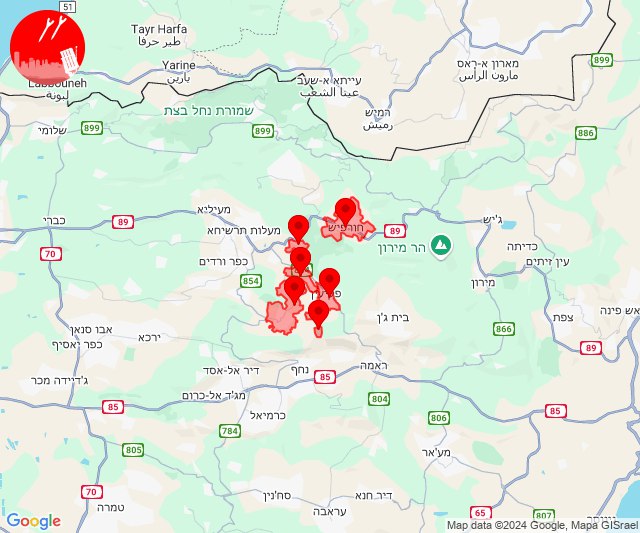 51
Tayr Harfa
طير حرفا
Yarine
يارين
Labbouneh
لبونة
שלומי
899
שמורת נחל בצת
899
עייתא א-שעב
عيتا الشعب
רמיש
رميش
מארון א-ראס
مارون الراس
899
886
כברי
89
מעיליא
מעלות תרשיחא
חורפיש
89
ג'יש
70
כפר ורדים
854
הר מירון
כדיתה
עין זיתים
מירון
אבו סנאן
כפר יאסיף
ירכא
בית ג'ן
866
צפת
אש פינה
89
ג'דיידה מכר
דיר אל-אסד
נחף
85
ראמה
85
מג'ד אל-כרום
כרמיאל
804
806
85
784
805
מע'אר
70
טמרה
סח'נין
דיר חנא
עראבה
65
807
Google
Map data ©2024 Google, Mapa GISrael